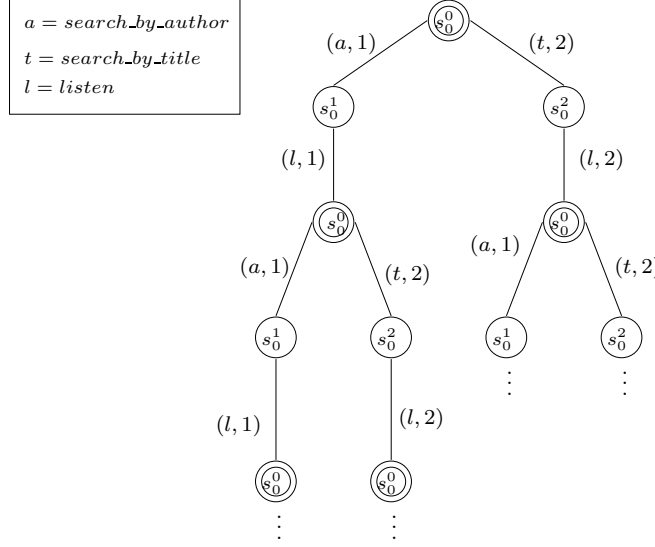 a = search_by_author
t = search_by_title
l = listen
s_0^0
(a, 1)
(t, 2)
s_0^1
s_0^2
(l, 1)
(l, 2)
s_0^0
s_0^0
(a, 1)
(t, 2)
(a, 1)
(t, 2)
s_0^1
s_0^2
s_0^1
s_0^2
⋮
⋮
(l, 1)
(l, 2)
s_0^0
s_0^0
⋮
⋮